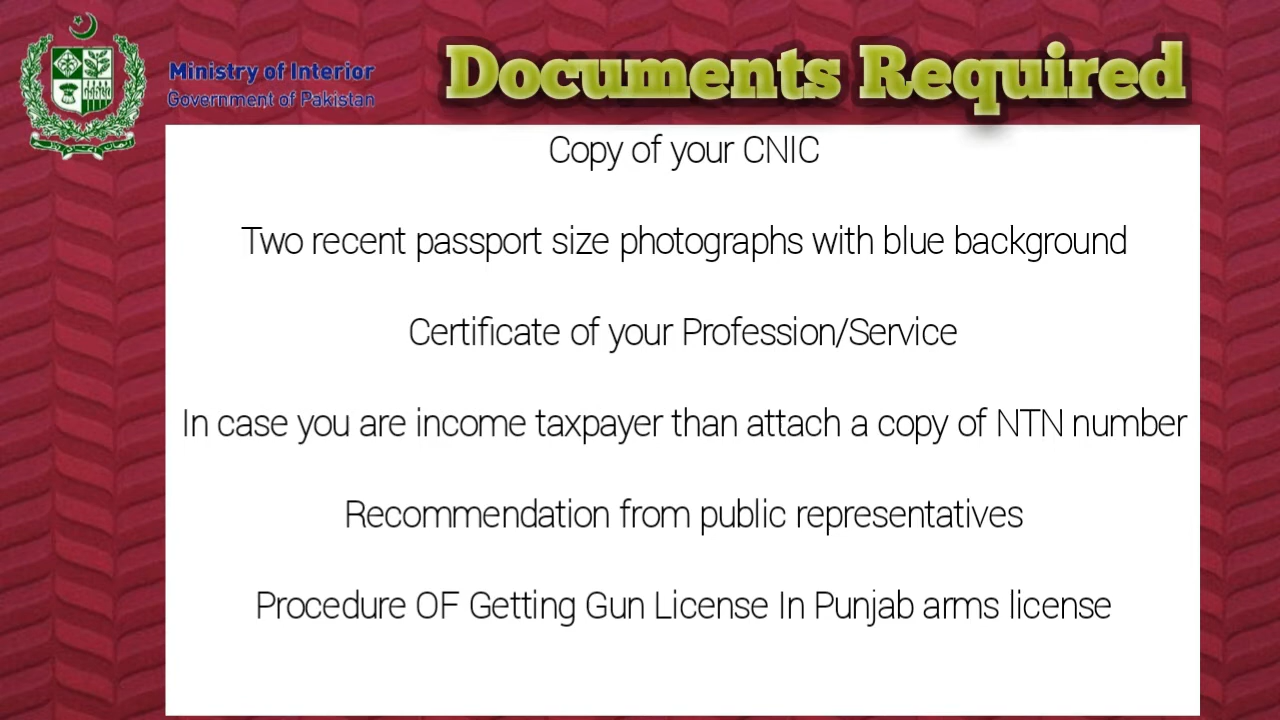 Ministry of Interior
Government of Pakistan
Documents Required
Copy of your CNIC
Two recent passport size photographs with blue background
Certificate of your Profession/Service
In case you are income taxpayer than attach a copy of NTN number
Recommendation from public representatives
Procedure OF Getting Gun License In Punjab arms license